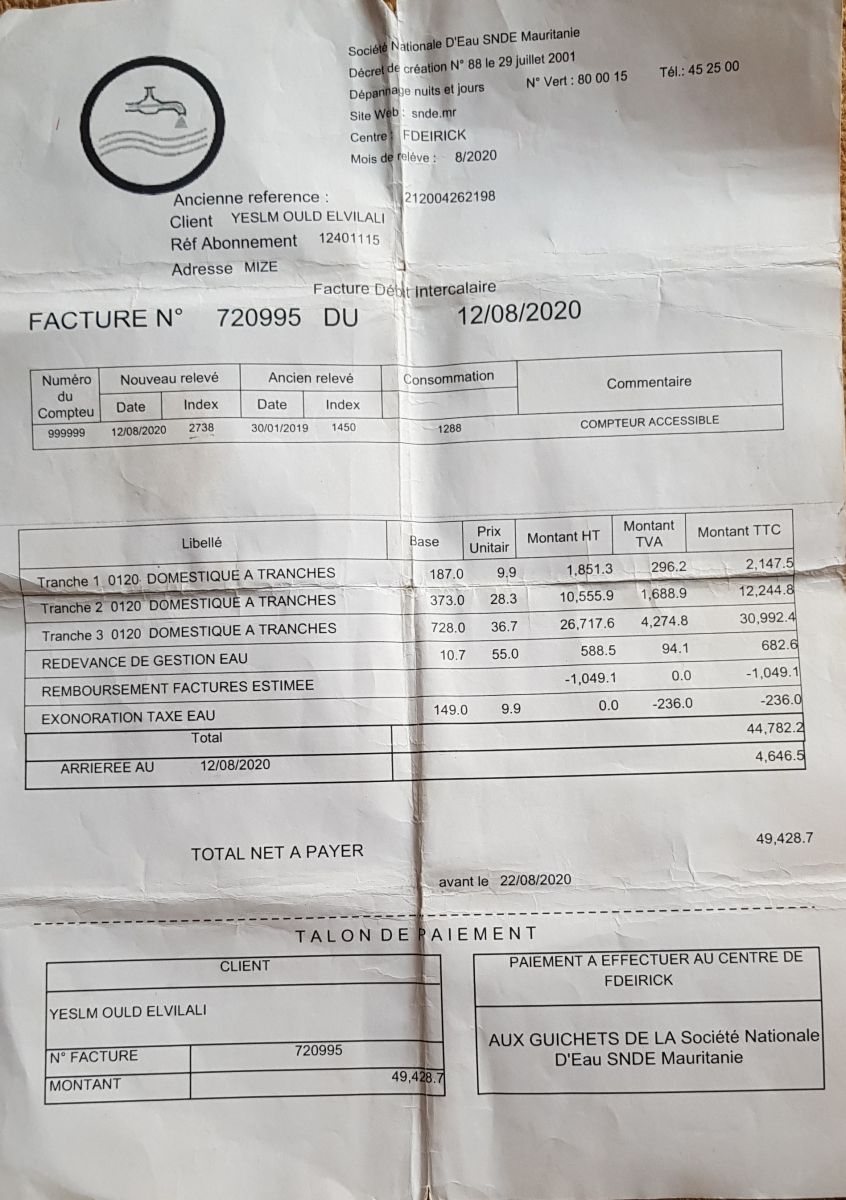 Société Nationale D'Eau SNDE Mauritanie
Décret de création N° 88 le 29 juillet 2001
Dépannage nuits et jours N° Vert : 80 00 15 Tél.: 45 25 00
Site Web : snde.mr
Centre : FDEIRICK
Mois de reléve : 8/2020
Ancienne reference : 212004262198
Client YESLM OULD ELVILALI
Réf Abonnement 12401115
Adresse MIZE
Facture Débit Intercalaire
FACTURE N° 720995 DU 12/08/2020
Numéro du Compteu Nouveau relevé Ancien relevé Consommation Commentaire
Date Index Date Index
999999 12/08/2020 2738 30/01/2019 1450 1288 COMPTEUR ACCESSIBLE
Libellé Base Prix Unitair Montant HT Montant TVA Montant TTC
Tranche 1 0120 DOMESTIQUE A TRANCHES 187.0 9.9 1,851.3 296.2 2,147.5
Tranche 2 0120 DOMESTIQUE A TRANCHES 373.0 28.3 10,555.9 1,688.9 12,244.8
Tranche 3 0120 DOMESTIQUE A TRANCHES 728.0 36.7 26,717.6 4,274.8 30,992.4
REDEVANCE DE GESTION EAU 10.7 55.0 588.5 94.1 682.6
REMBOURSEMENT FACTURES ESTIMEE -1,049.1 0.0 -1,049.1
EXONORATION TAXE EAU 149.0 9.9 0.0 -236.0 -236.0
Total 44,782.2
ARRIEREE AU 12/08/2020 4,646.5
TOTAL NET A PAYER 49,428.7
avant le 22/08/2020
TALON DE PAIEMENT
CLIENT
YESLM OULD ELVILALI
N° FACTURE 720995
MONTANT 49,428.7
PAIEMENT A EFFECTUER AU CENTRE DE
FDEIRICK
AUX GUICHETS DE LA Société Nationale
D'Eau SNDE Mauritanie